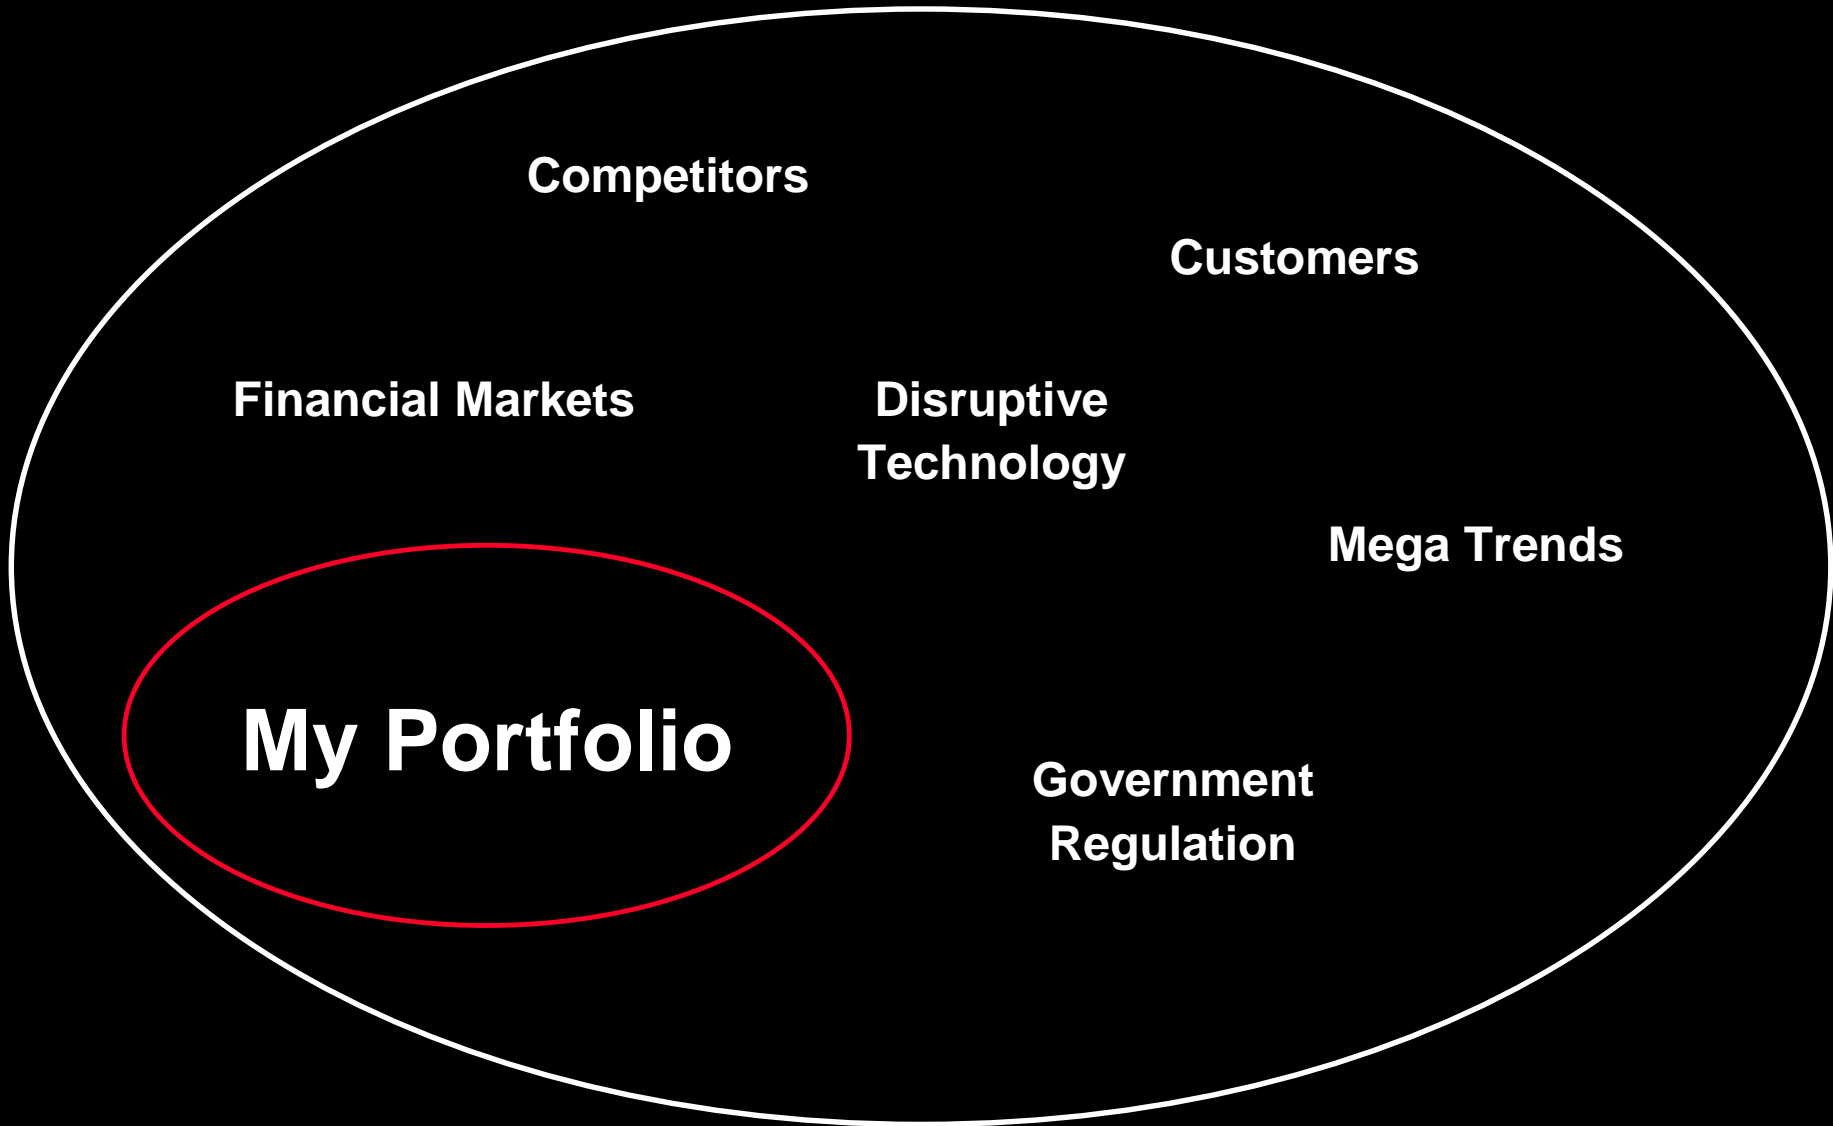 Competitors
Customers
Financial Markets
Disruptive
Technology
Mega Trends
My Portfolio
Government
Regulation